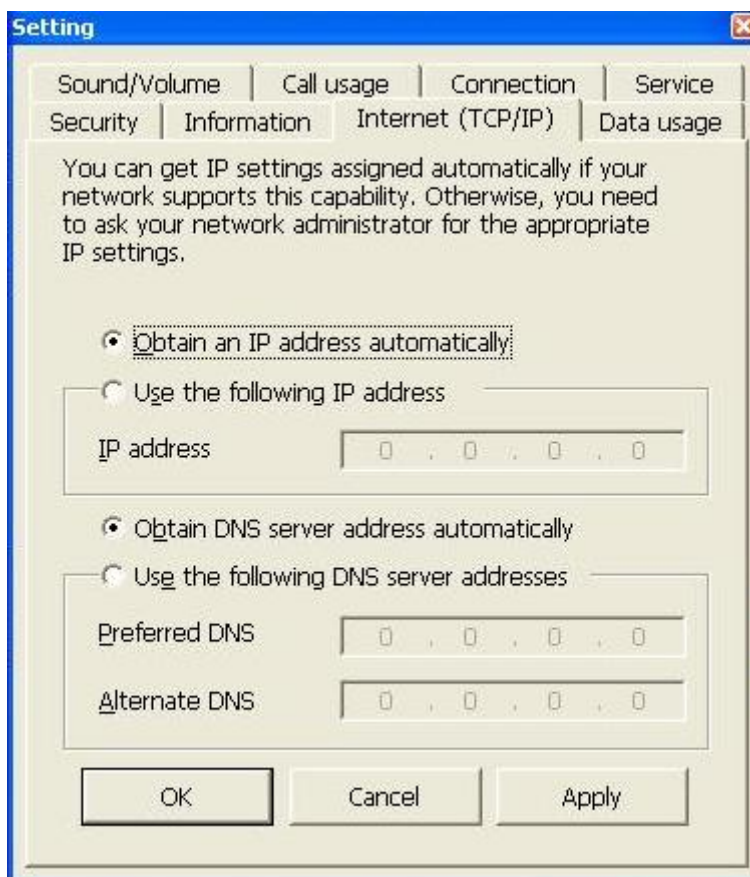 Setting
Sound/Volume Call usage Connection Service
Security Information Internet (TCP/IP) Data usage
You can get IP settings assigned automatically if your
network supports this capability. Otherwise, you need
to ask your network administrator for the appropriate
IP settings.
Obtain an IP address automatically
Use the following IP address
IP address 0 . 0 . 0 . 0
Obtain DNS server address automatically
Use the following DNS server addresses
Preferred DNS 0 . 0 . 0 . 0
Alternate DNS 0 . 0 . 0 . 0
OK Cancel Apply